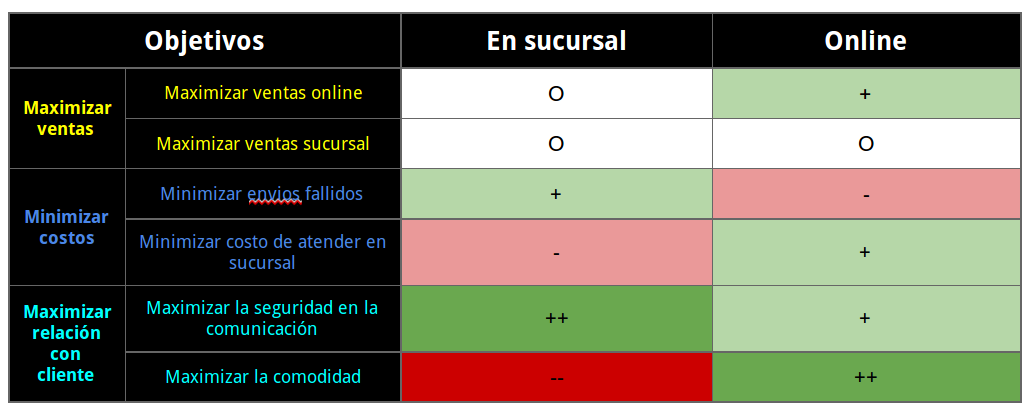 Objetivos En sucursal Online
Maximizar ventas
Maximizar ventas online O +
Maximizar ventas sucursal O O
Minimizar costos
Minimizar envios fallidos + -
Minimizar costo de atender en
sucursal - +
Maximizar relación con cliente
Maximizar la seguridad en la
comunicación ++ +
Maximizar la comodidad -- ++